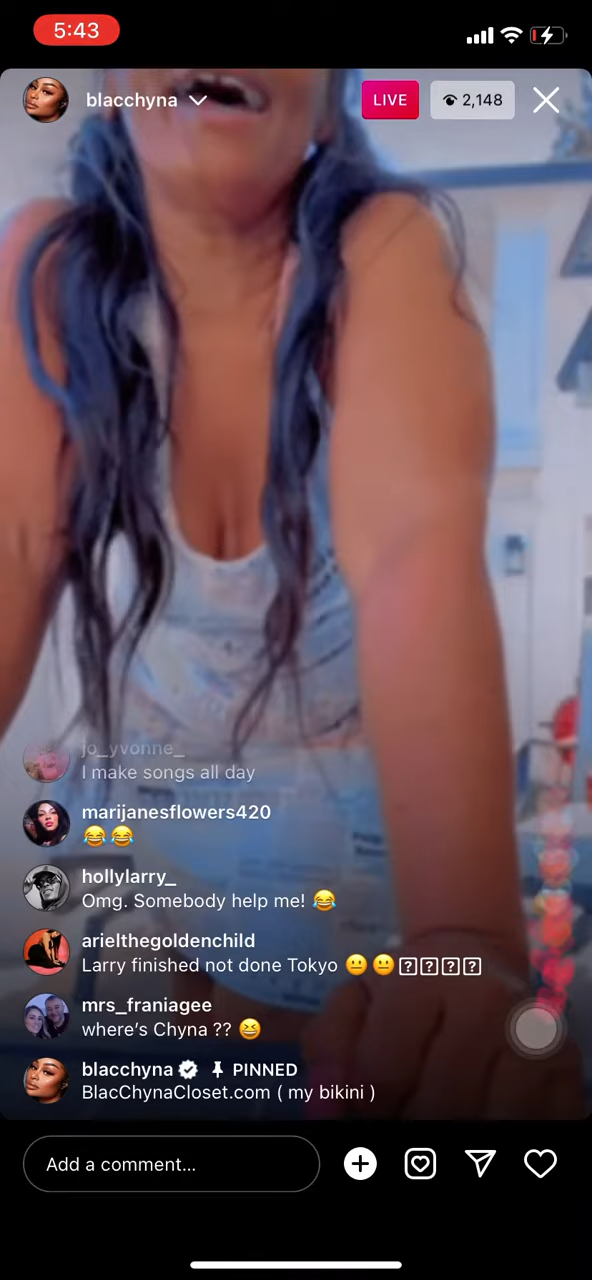 5:43
blacchyna
LIVE
2,148
jo_yvonne_
I make songs all day
marijanesflowers420
😂😂
hollylarry_
Omg. Somebody help me! 😂
arielthegoldenchild
Larry finished not done Tokyo 😐😐⍰⍰⍰⍰
mrs_franiagee
where’s Chyna ?? 😆
blacchyna PINNED
BlacChynaCloset.com ( my bikini )
Add a comment...